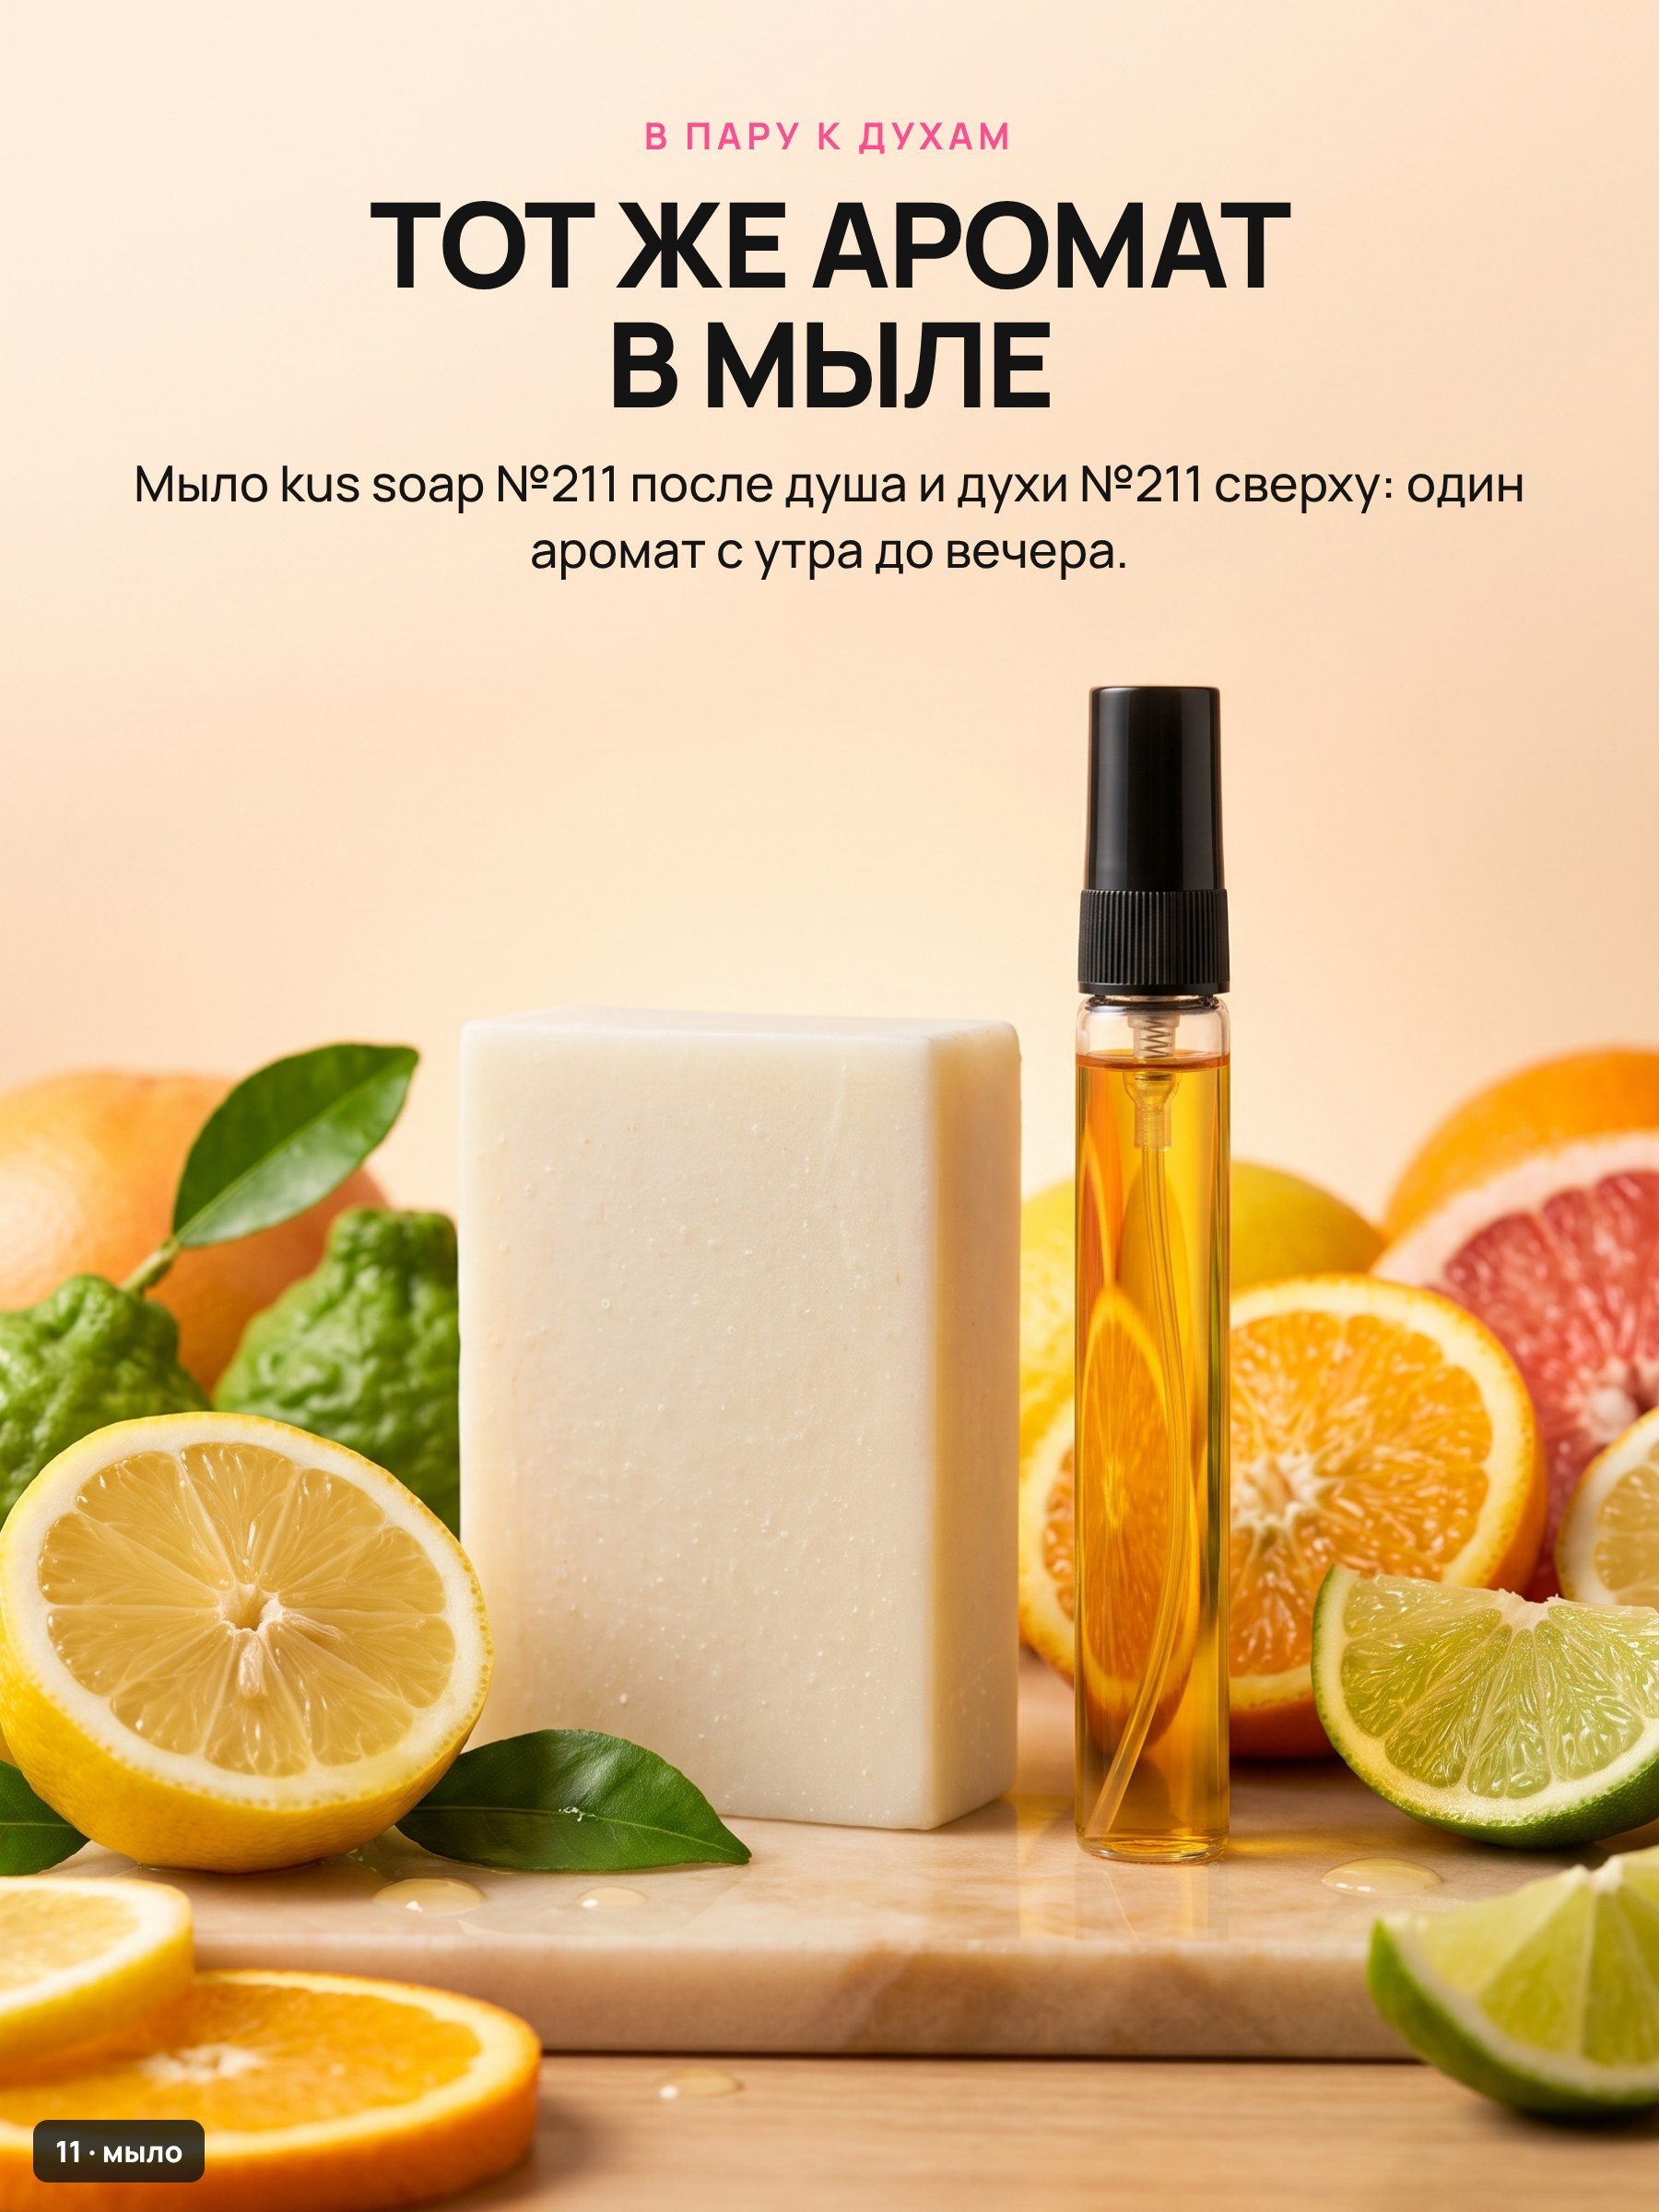 В ПАРУ К ДУХАМ
ТОТ ЖЕ АРОМАТ
В МЫЛЕ
Мыло kus soap №211 после душа и духи №211 сверху: один
аромат с утра до вечера.
11 · мыло